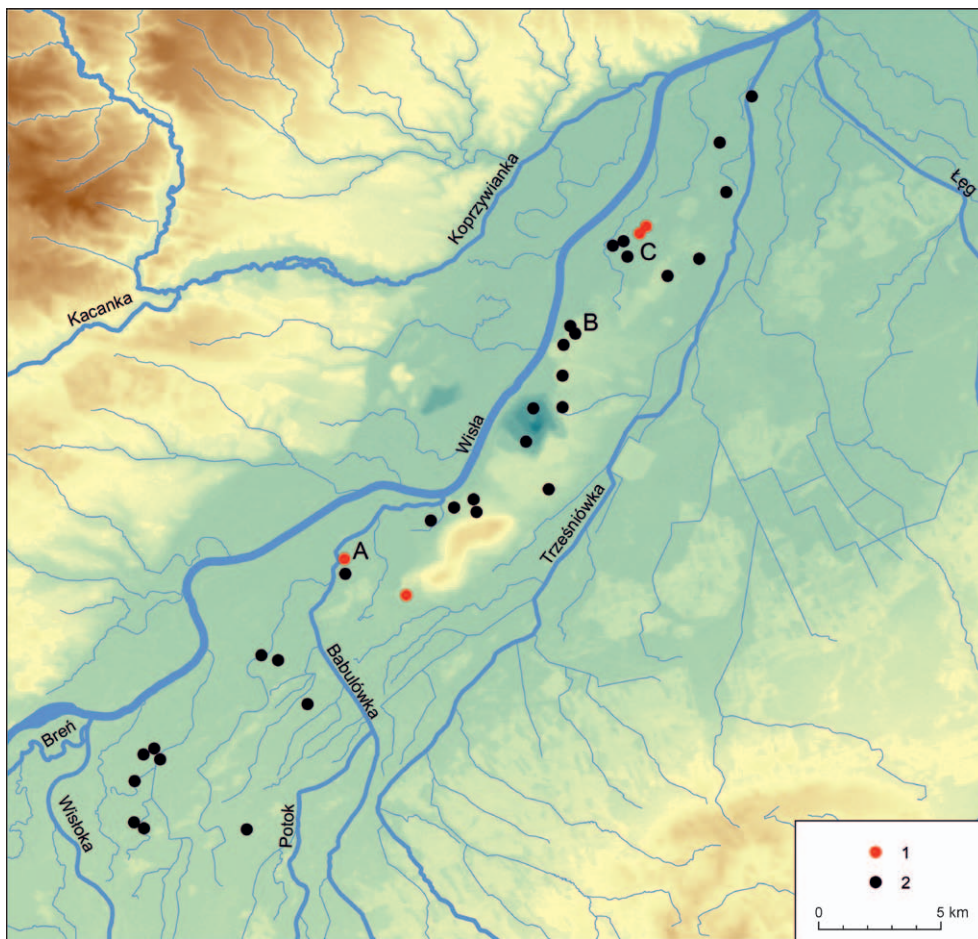 Łęg
Koprzywianka
C
Kacanka
B
Wisła
Trześniówka
A
Babulówka
Breń
Wisłoka
Potok
1
2
0 5 km